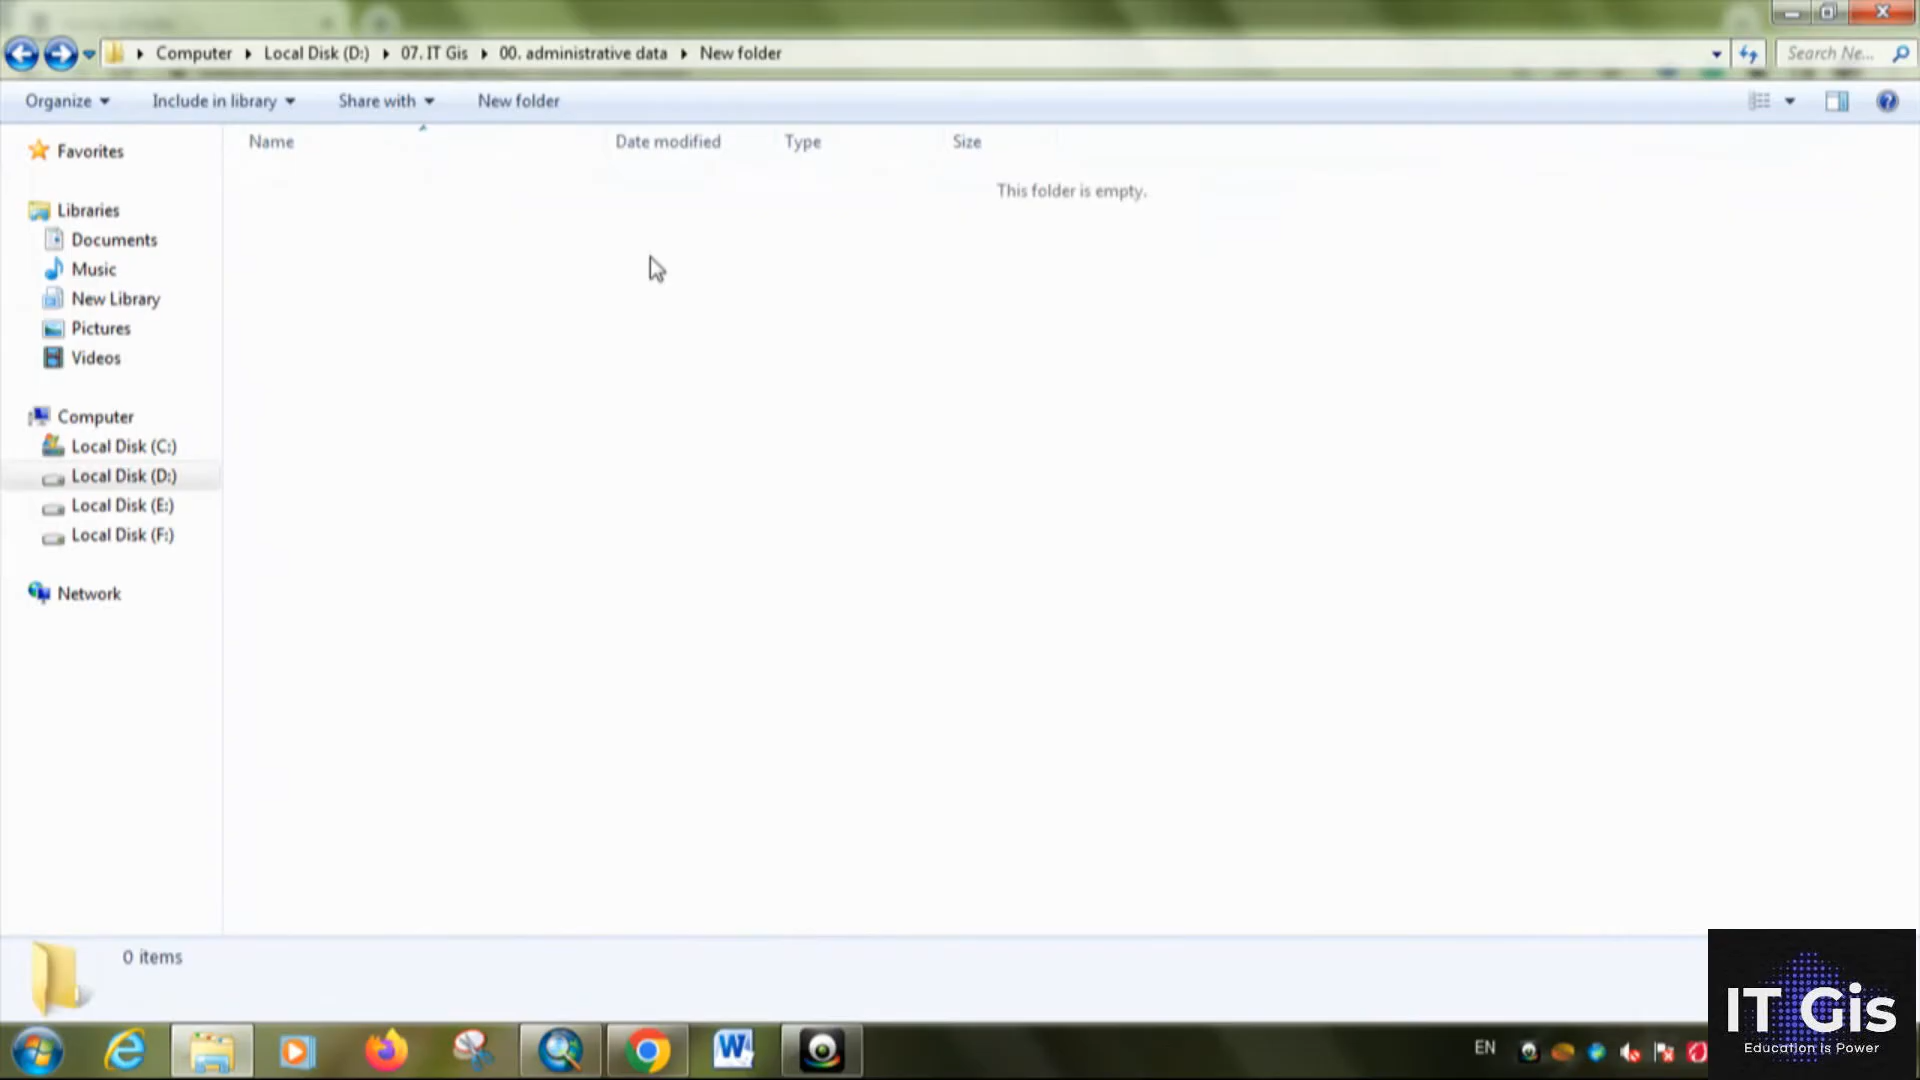 Computer Local Disk (D:) 07. IT Gis 00. administrative data New folder
Search Ne...
Organize Include in library Share with New folder
Name Date modified Type Size
This folder is empty.
Favorites
Libraries
Documents
Music
New Library
Pictures
Videos
Computer
Local Disk (C:)
Local Disk (D:)
Local Disk (E:)
Local Disk (F:)
Network
0 items
EN
IT Gis
Education is Power